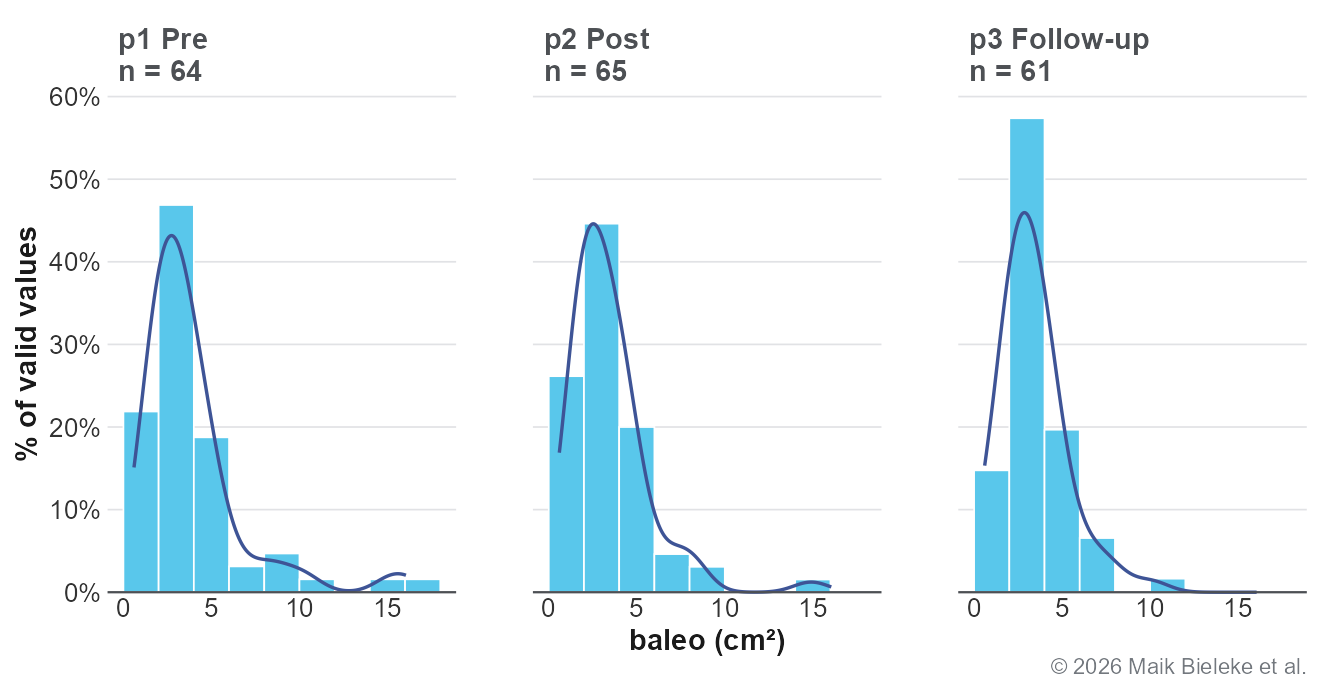 p1 Pre
n = 64
p2 Post
n = 65
p3 Follow-up
n = 61
60%
50%
40%
30%
20%
10%
0%
% of valid values
0 5 10 15
0 5 10 15
0 5 10 15
baleo (cm²)
© 2026 Maik Bieleke et al.